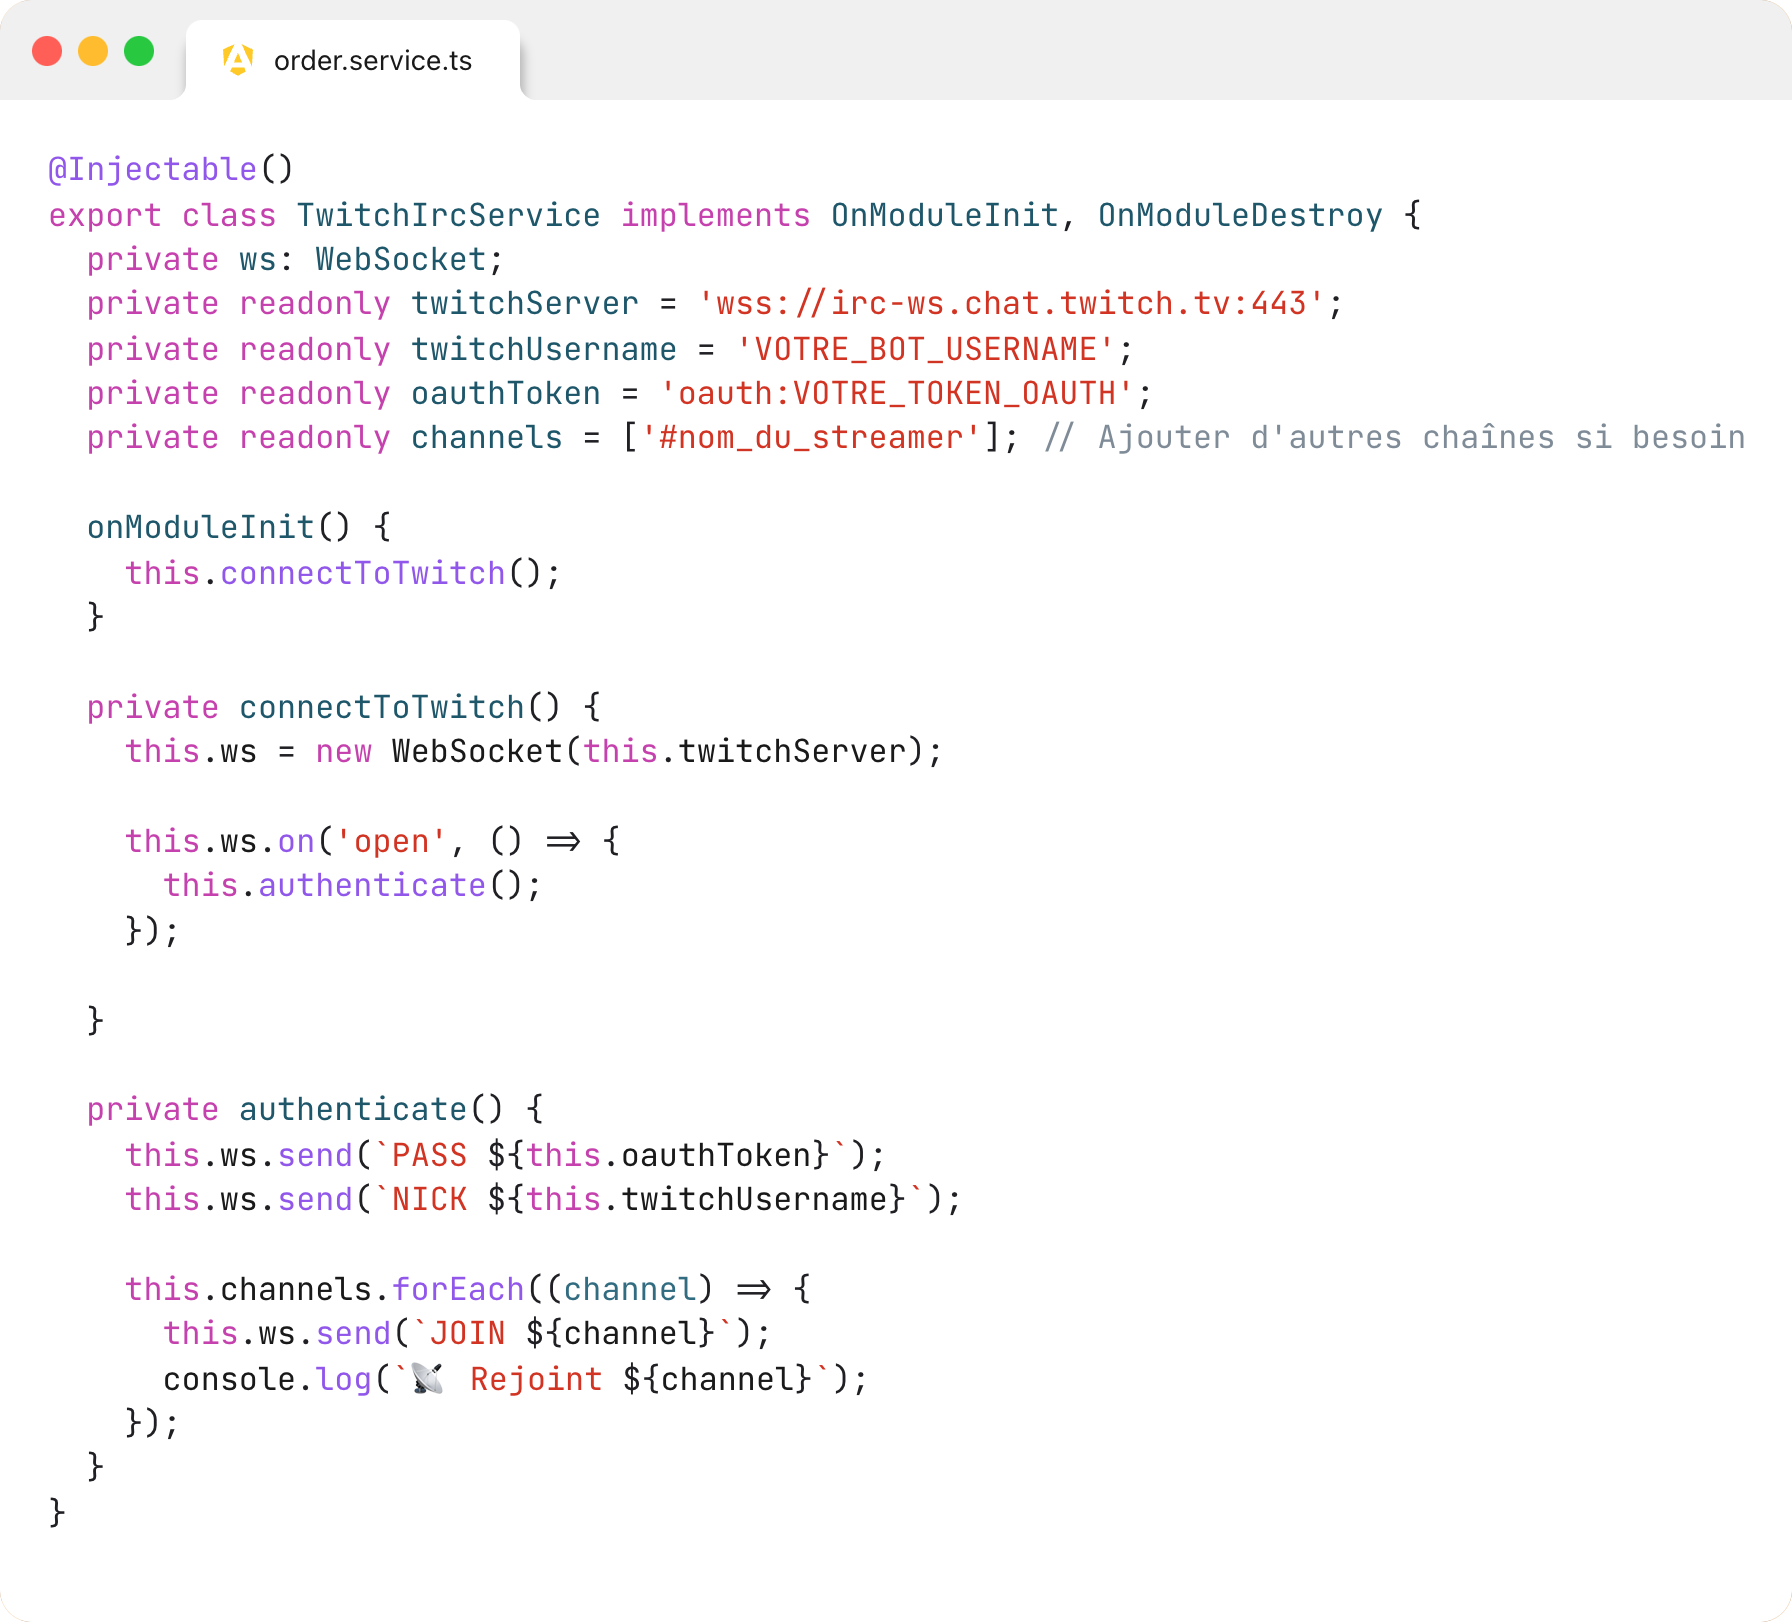 order.service.ts
@Injectable()
export class TwitchIrcService implements OnModuleInit, OnModuleDestroy {
  private ws: WebSocket;
  private readonly twitchServer = 'wss://irc-ws.chat.twitch.tv:443';
  private readonly twitchUsername = 'VOTRE_BOT_USERNAME';
  private readonly oauthToken = 'oauth:VOTRE_TOKEN_OAUTH';
  private readonly channels = ['#nom_du_streamer']; // Ajouter d'autres chaînes si besoin
  onModuleInit() {
    this.connectToTwitch();
  }
  private connectToTwitch() {
    this.ws = new WebSocket(this.twitchServer);
    this.ws.on('open', () => {
      this.authenticate();
    });
  }
  private authenticate() {
    this.ws.send(`PASS ${this.oauthToken}`);
    this.ws.send(`NICK ${this.twitchUsername}`);
    this.channels.forEach((channel) => {
      this.ws.send(`JOIN ${channel}`);
      console.log(`📡 Rejoint ${channel}`);
    });
  }
}